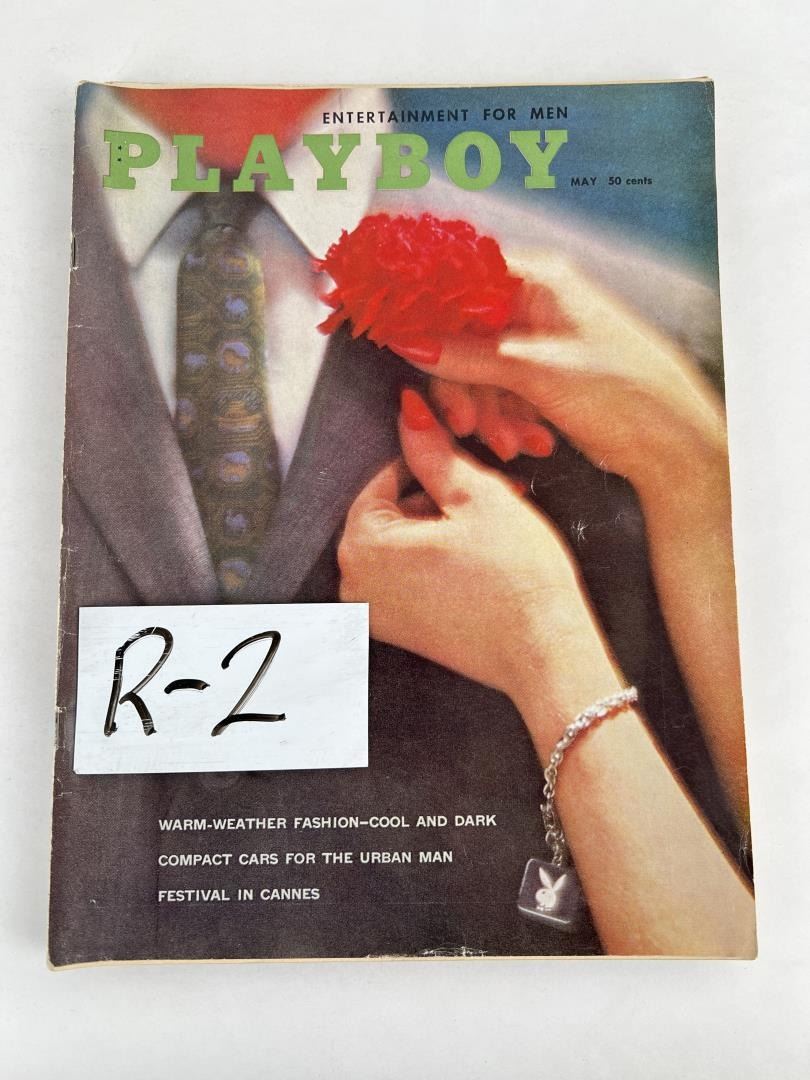 ENTERTAINMENT FOR MEN
PLAYBOY
MAY 50 cents
R-2
WARM-WEATHER FASHION—COOL AND DARK
COMPACT CARS FOR THE URBAN MAN
FESTIVAL IN CANNES